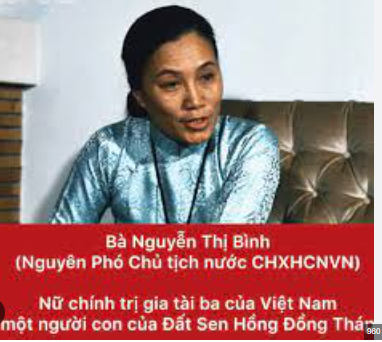 Bà Nguyễn Thị Bình
(Nguyên Phó Chủ tịch nước CHXHCNVN)
Nữ chính trị gia tài ba của Việt Nam
một người con của Đất Sen Hồng Đồng Tháp
960